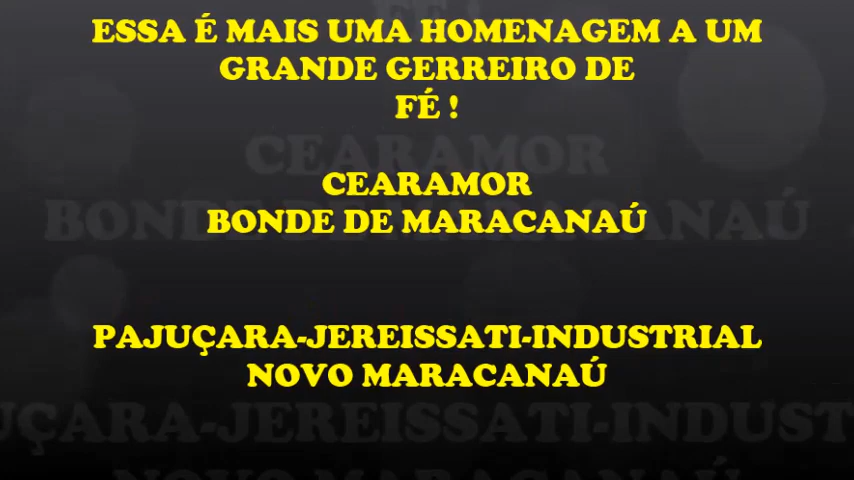 ESSA É MAIS UMA HOMENAGEM A UM
GRANDE GERREIRO DE
FÉ !
CEARAMOR
BONDE DE MARACANAÚ
PAJUÇARA-JEREISSATI-INDUSTRIAL
NOVO MARACANAÚ